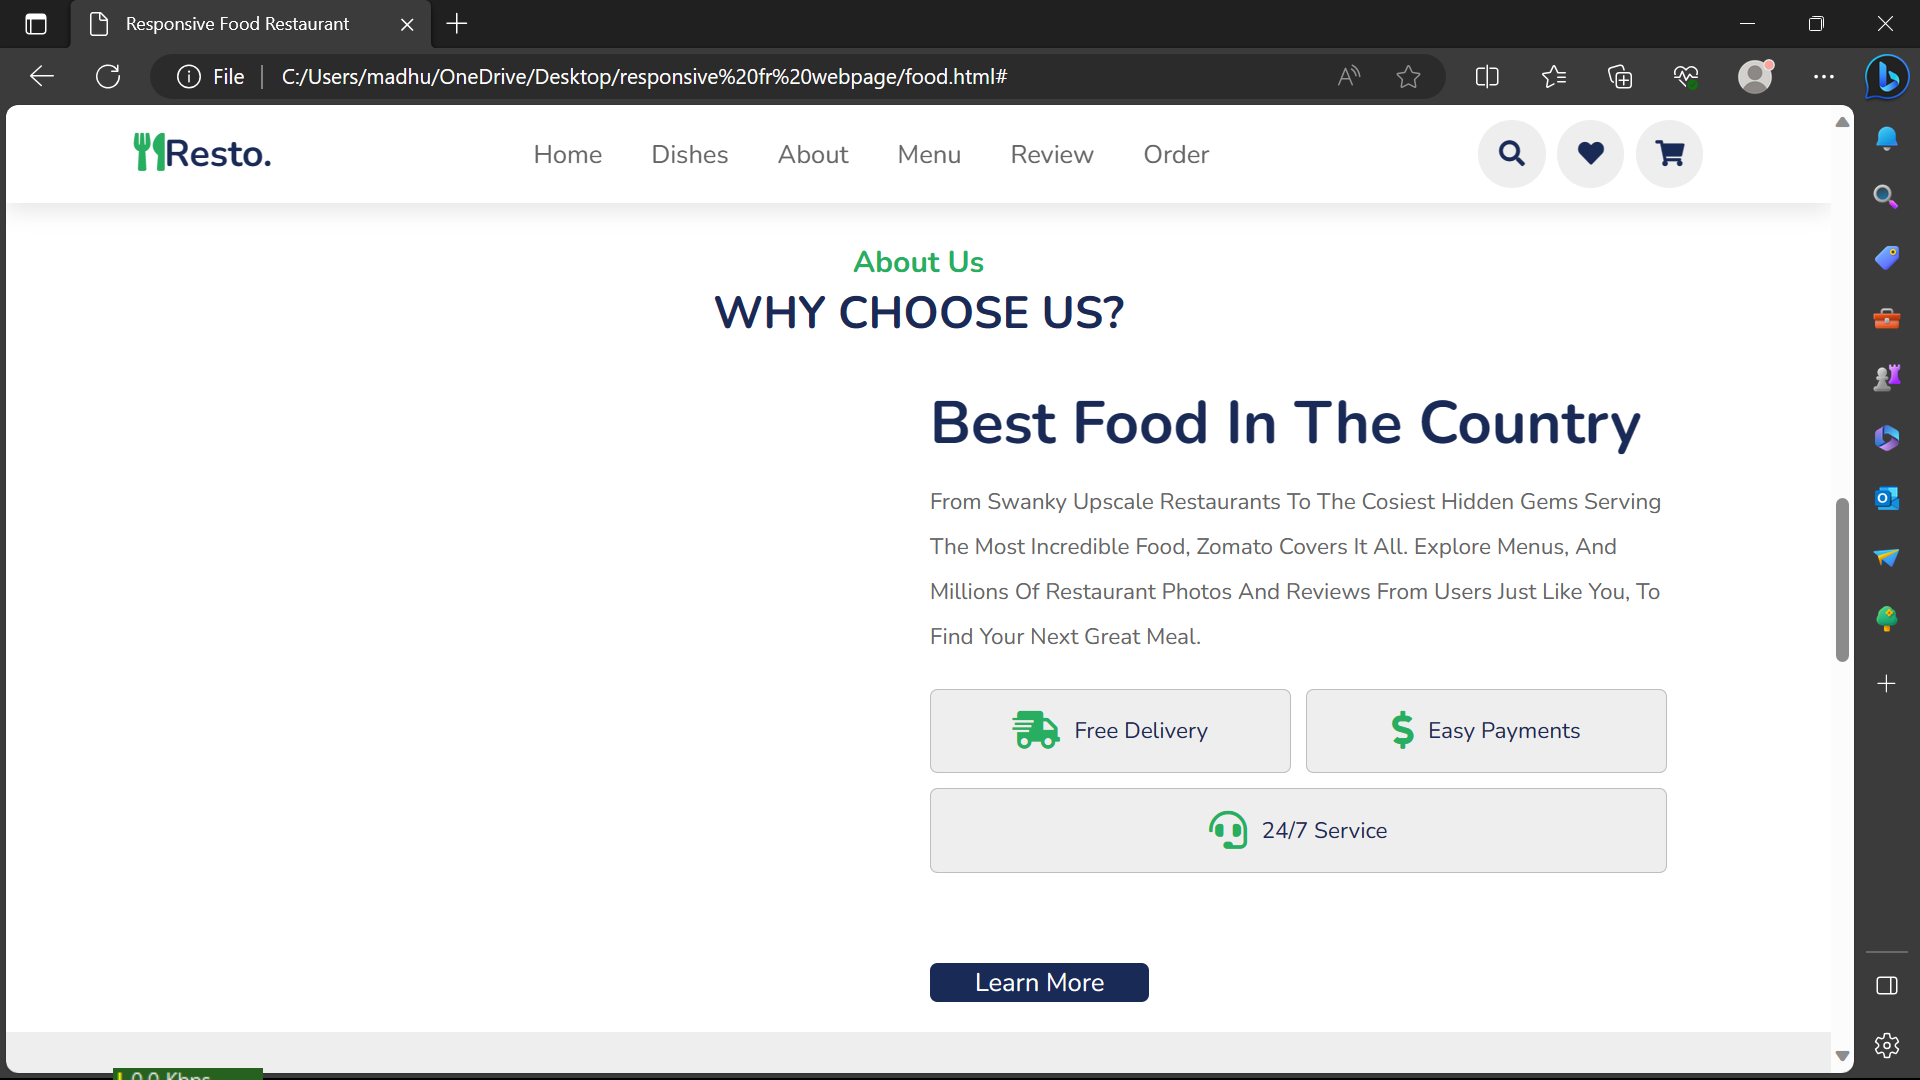 Responsive Food Restaurant
File
C:/Users/madhu/OneDrive/Desktop/responsive%20fr%20webpage/food.html#
Resto.
Home Dishes About Menu Review Order
About Us
WHY CHOOSE US?
Best Food In The Country
From Swanky Upscale Restaurants To The Cosiest Hidden Gems Serving
The Most Incredible Food, Zomato Covers It All. Explore Menus, And
Millions Of Restaurant Photos And Reviews From Users Just Like You, To
Find Your Next Great Meal.
Free Delivery
Easy Payments
24/7 Service
Learn More
0.0 Kbps